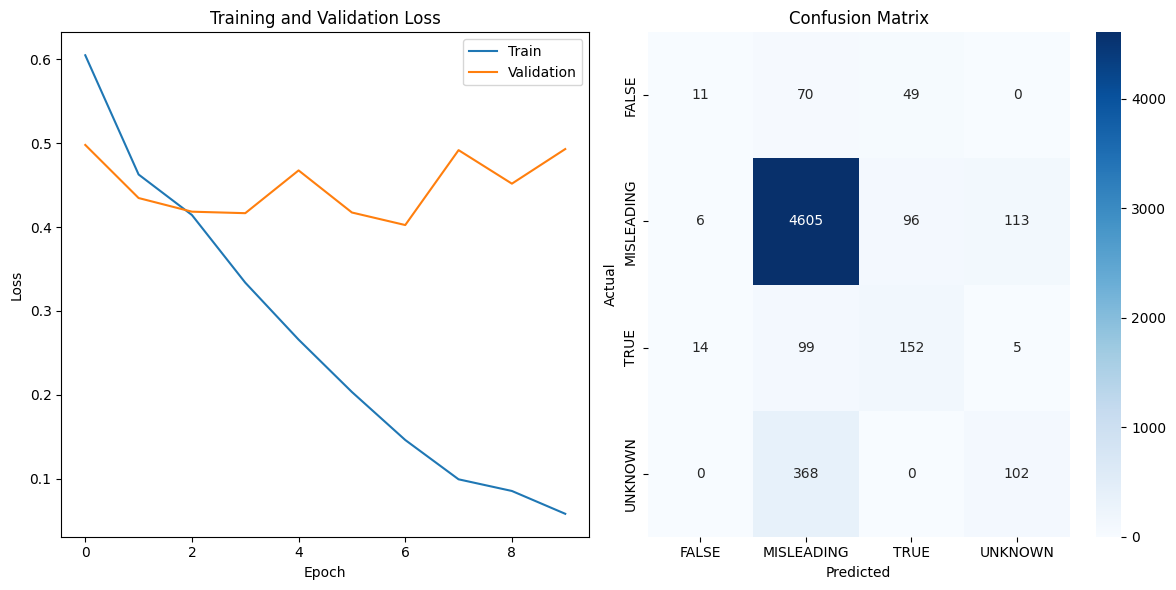 Training and Validation Loss
Train
Validation
0.6
0.5
0.4
0.3
0.2
0.1
Loss
0 2 4 6 8
Epoch
Confusion Matrix
FALSE 11 70 49 0
MISLEADING 6 4605 96 113
TRUE 14 99 152 5
UNKNOWN 0 368 0 102
Actual
FALSE MISLEADING TRUE UNKNOWN
Predicted
4000
3000
2000
1000
0